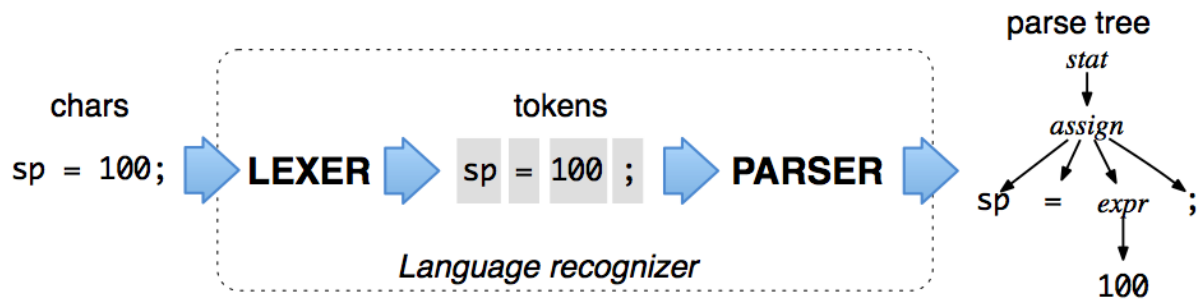 chars
sp = 100;
LEXER
tokens
sp = 100 ;
PARSER
Language recognizer
parse tree
stat
assign
sp = expr ;
100